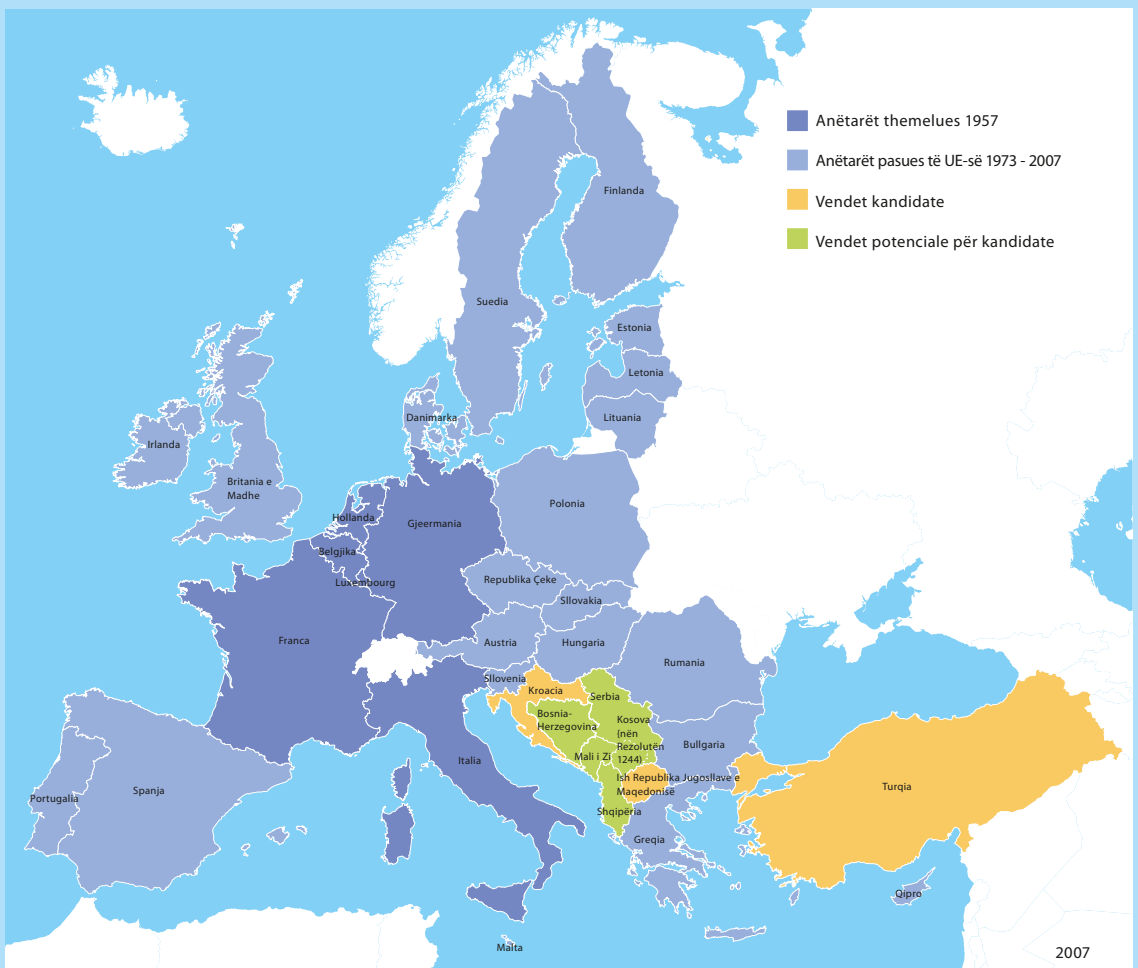 Anëtarët themelues 1957
Anëtarët pasues të UE-së 1973 - 2007
Vendet kandidate
Vendet potenciale për kandidate
Finlanda
Suedia
Estonia
Letonia
Lituania
Danimarka
Irlanda
Britania e
Madhe
Hollanda
Gjeermania
Polonia
Belgjika
Luxembourg
Republika Çeke
Sllovakia
Franca
Austria
Hungaria
Rumania
Sllovenia
Kroacia
Serbia
Bosnia-
Herzegovina
Kosova
(nën
Rezolutën
1244)
Bullgaria
Mali i Zi
Italia
Ish Republika Jugosllave e
Maqedonisë
Turqia
Portugalia
Spanja
Shqipëria
Greqia
Qipro
Malta
2007